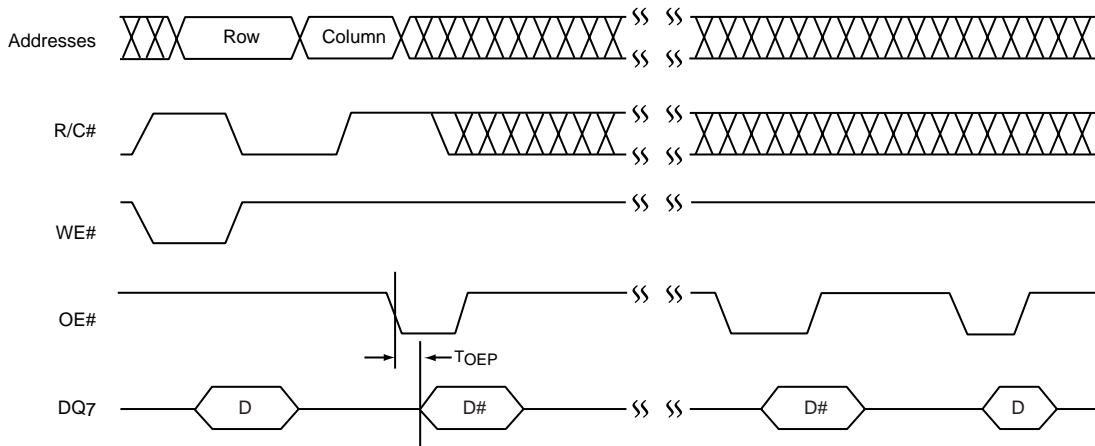 Addresses Row Column
R/C#
WE#
OE#
TOEP
DQ7 D D# D# D